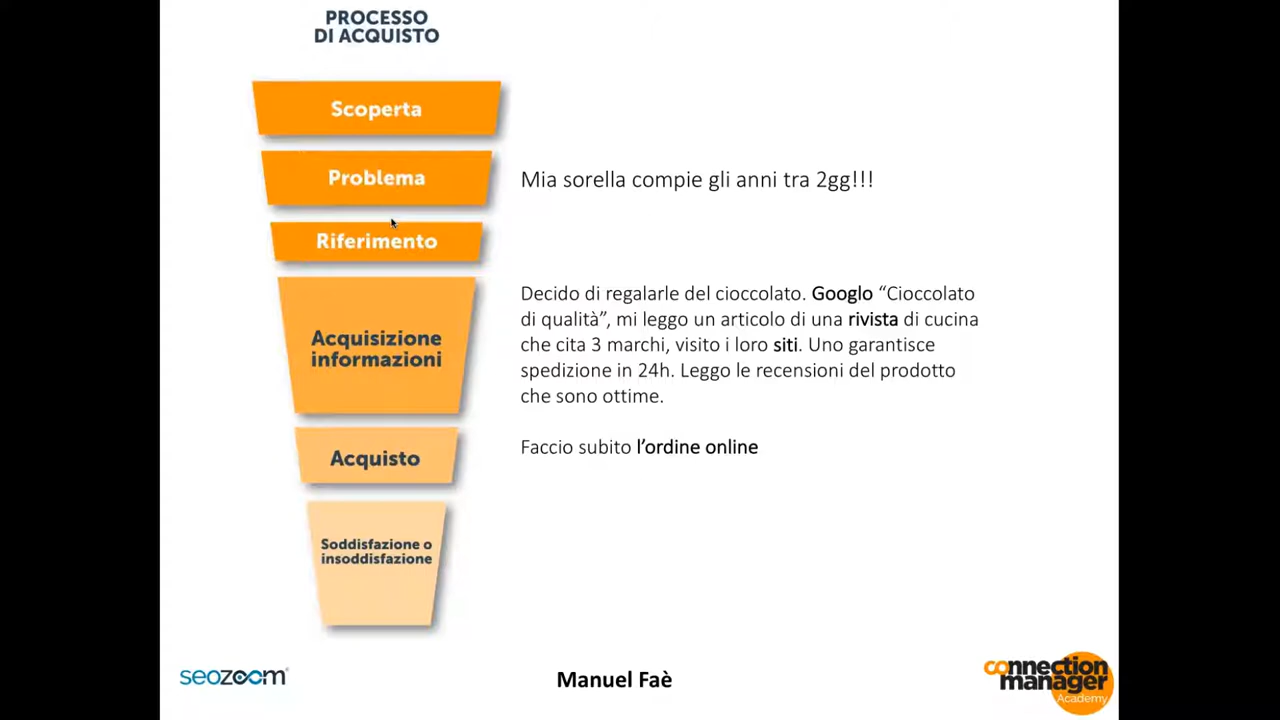 PROCESSO
DI ACQUISTO
Scoperta
Problema
Mia sorella compie gli anni tra 2gg!!!
Riferimento
Acquisizione
informazioni
Decido di regalarle del cioccolato. Googlo “Cioccolato
di qualità”, mi leggo un articolo di una rivista di cucina
che cita 3 marchi, visito i loro siti. Uno garantisce
spedizione in 24h. Leggo le recensioni del prodotto
che sono ottime.
Acquisto
Faccio subito l’ordine online
Soddisfazione o
insoddisfazione
seozoom®
Manuel Faè
connection
manager
Academy